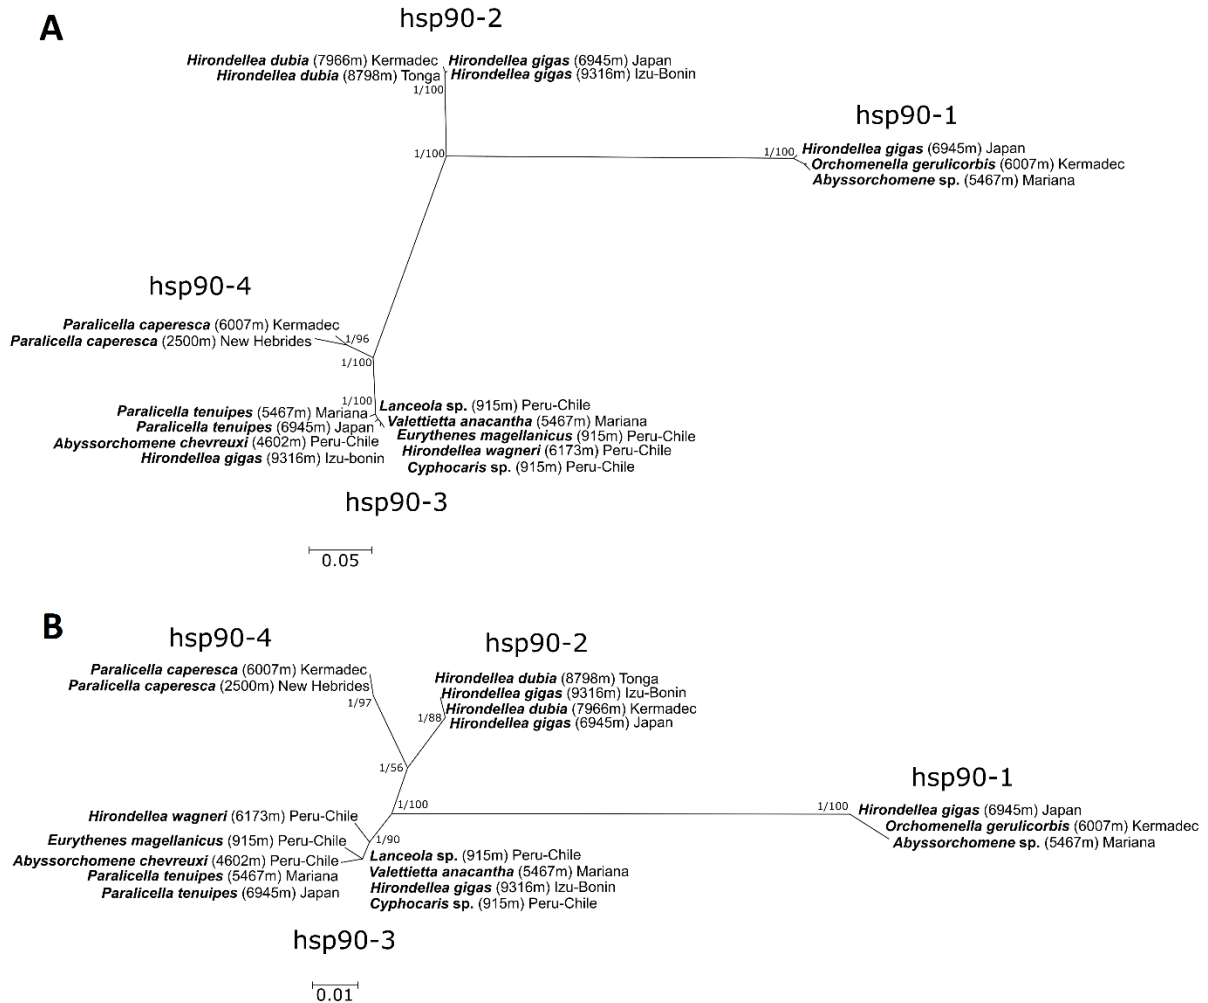 A
hsp90-2
Hirondellea dubia (7966m) Kermadec
Hirondellea gigas (6945m) Japan
Hirondellea dubia (8798m) Tonga
Hirondellea gigas (9316m) Izu-Bonin
1/100
hsp90-1
1/100
1/100
Hirondellea gigas (6945m) Japan
Orchomenella gerulicorbis (6007m) Kermadec
Abyssorchomene sp. (5467m) Mariana
hsp90-4
Paralicella caperesca (6007m) Kermadec
Paralicella caperesca (2500m) New Hebrides
1/96
1/100
1/100
Lanceola sp. (915m) Peru-Chile
Paralicella tenuipes (5467m) Mariana
Valettietta anacantha (5467m) Mariana
Paralicella tenuipes (6945m) Japan
Eurythenes magellanicus (915m) Peru-Chile
Abyssorchomene chevreuxi (4602m) Peru-Chile
Hirondellea wagneri (6173m) Peru-Chile
Hirondellea gigas (9316m) Izu-bonin
Cyphocaris sp. (915m) Peru-Chile
hsp90-3
0.05
B
hsp90-4
hsp90-2
Paralicella caperesca (6007m) Kermadec
Paralicella caperesca (2500m) New Hebrides
1/97
Hirondellea dubia (8798m) Tonga
Hirondellea gigas (9316m) Izu-Bonin
Hirondellea dubia (7966m) Kermadec
1/88
Hirondellea gigas (6945m) Japan
1/56
hsp90-1
1/100
1/100
Hirondellea gigas (6945m) Japan
Orchomenella gerulicorbis (6007m) Kermadec
Abyssorchomene sp. (5467m) Mariana
Hirondellea wagneri (6173m) Peru-Chile
Eurythenes magellanicus (915m) Peru-Chile
1/90
Abyssorchomene chevreuxi (4602m) Peru-Chile
Lanceola sp. (915m) Peru-Chile
Paralicella tenuipes (5467m) Mariana
Valettietta anacantha (5467m) Mariana
Paralicella tenuipes (6945m) Japan
Hirondellea gigas (9316m) Izu-Bonin
Cyphocaris sp. (915m) Peru-Chile
hsp90-3
0.01